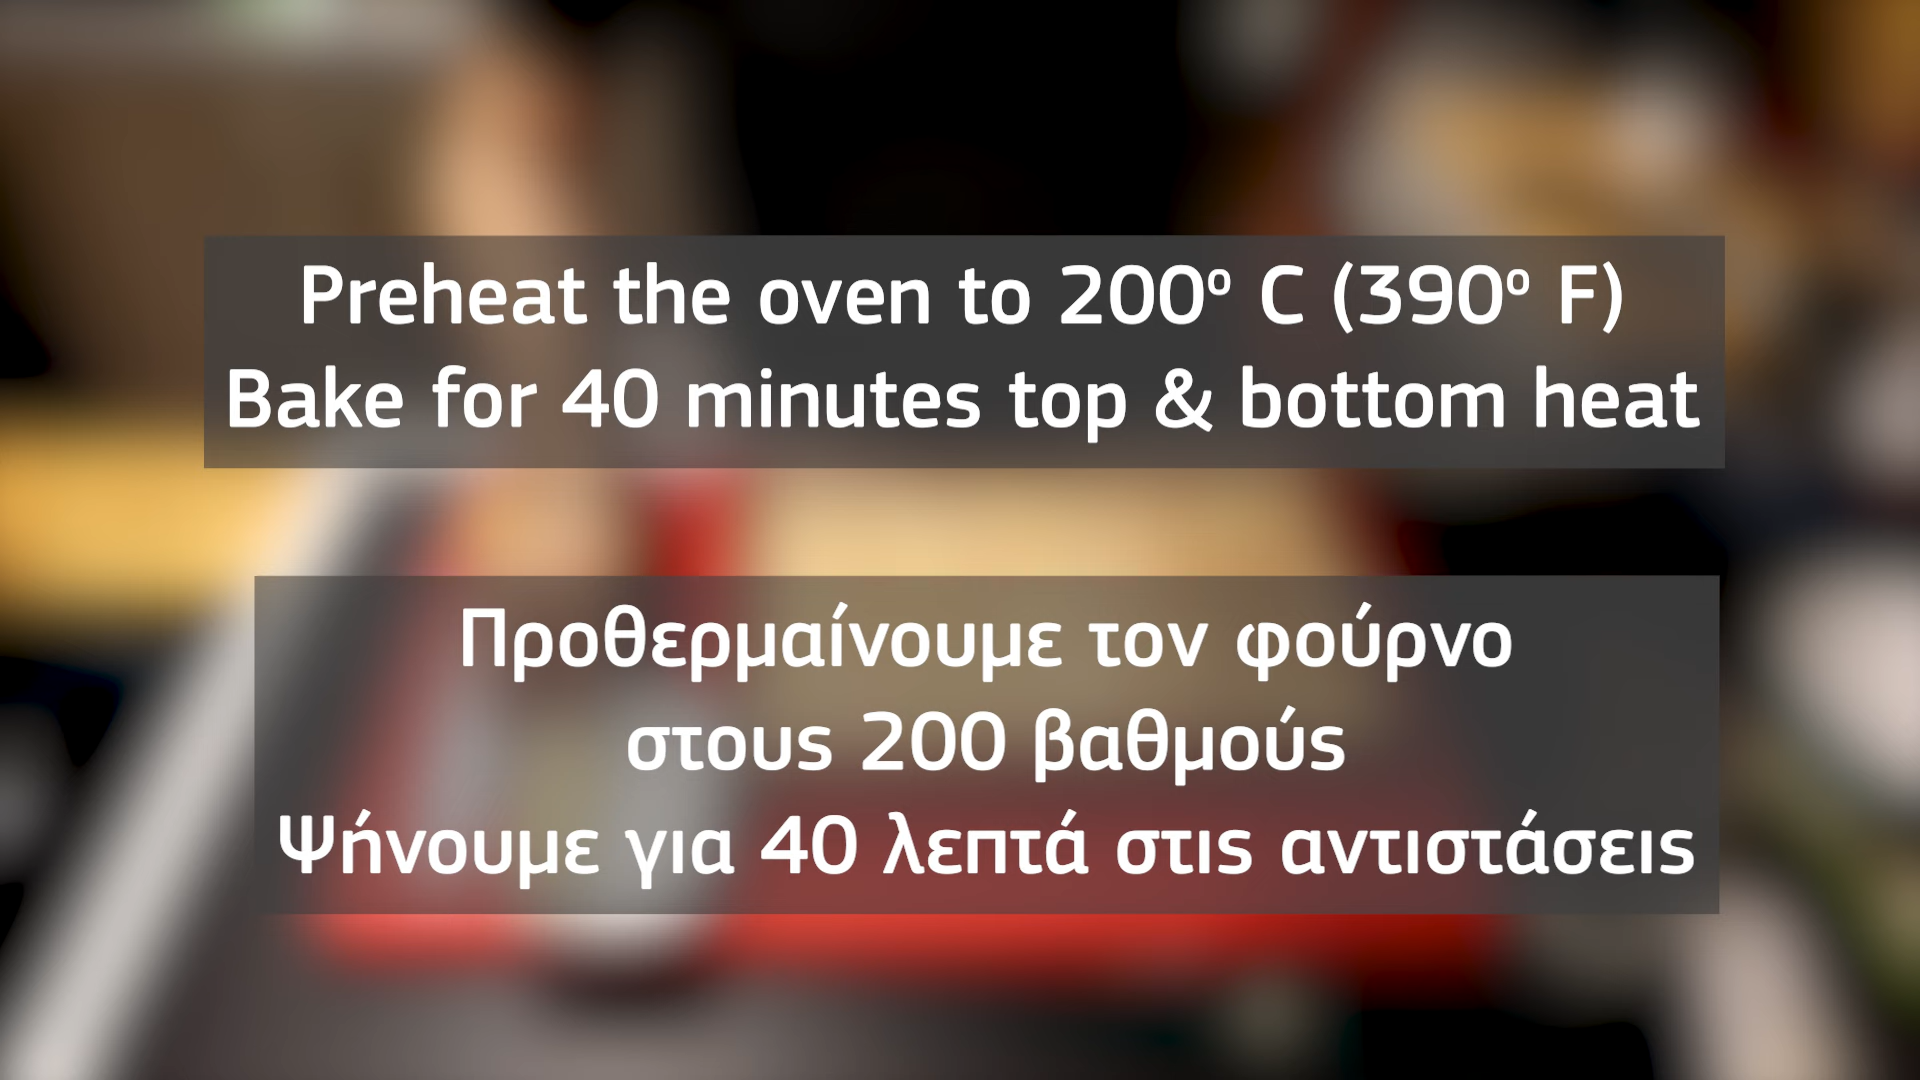 Preheat the oven to 200º C (390º F)
Bake for 40 minutes top & bottom heat
Προθερμαίνουμε τον φούρνο
στους 200 βαθμούς
Ψήνουμε για 40 λεπτά στις αντιστάσεις